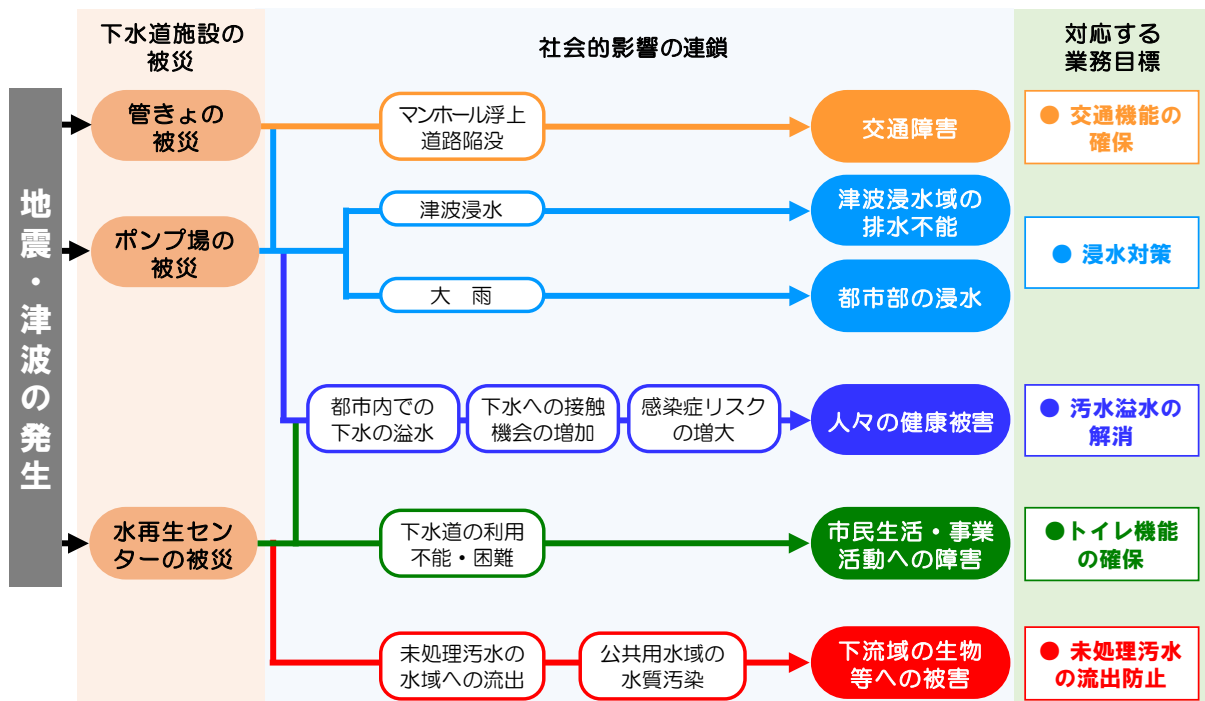 下水道施設の
被災
社会的影響の連鎖
対応する
業務目標
地震・津波の発生
管きょの
被災
マンホール浮上
道路陥没
交通障害
● 交通機能の
確保
ポンプ場の
被災
津波浸水
津波浸水域の
排水不能
大　雨
都市部の浸水
● 浸水対策
都市内での
下水の溢水
下水への接触
機会の増加
感染症リスク
の増大
人々の健康被害
● 汚水溢水の
解消
水再生セン
ターの被災
下水道の利用
不能・困難
市民生活・事業
活動への障害
●トイレ機能
の確保
未処理汚水の
水域への流出
公共用水域の
水質汚染
下流域の生物
等への被害
● 未処理汚水
の流出防止